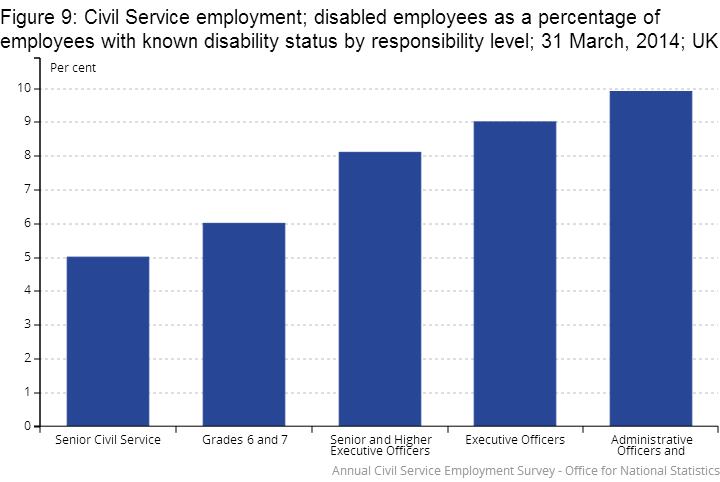 Figure 9: Civil Service employment; disabled employees as a percentage of
employees with known disability status by responsibility level; 31 March, 2014; UK
Per cent
10
9
8
7
6
5
4
3
2
1
0
Senior Civil Service
Grades 6 and 7
Senior and Higher
Executive Officers
Executive Officers
Administrative
Officers and
Annual Civil Service Employment Survey - Office for National Statistics